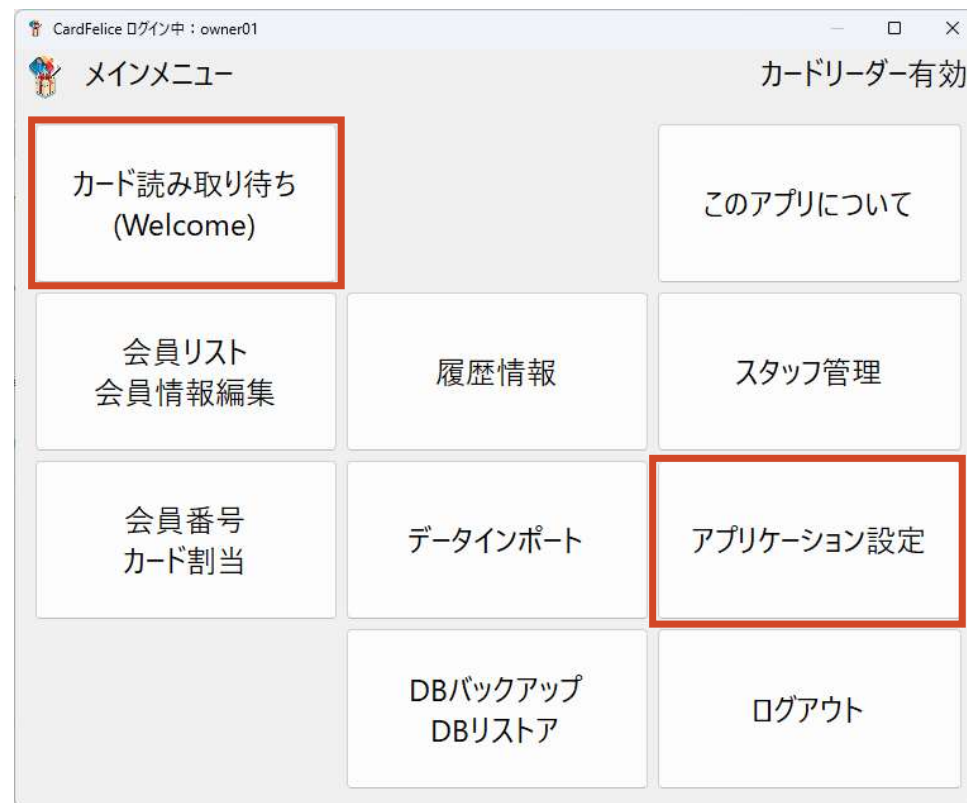 CardFelice ログイン中：owner01
メインメニュー
カードリーダー有効
カード読み取り待ち
(Welcome)
このアプリについて
会員リスト
会員情報編集
履歴情報
スタッフ管理
会員番号
カード割当
データインポート
アプリケーション設定
DBバックアップ
DBリストア
ログアウト